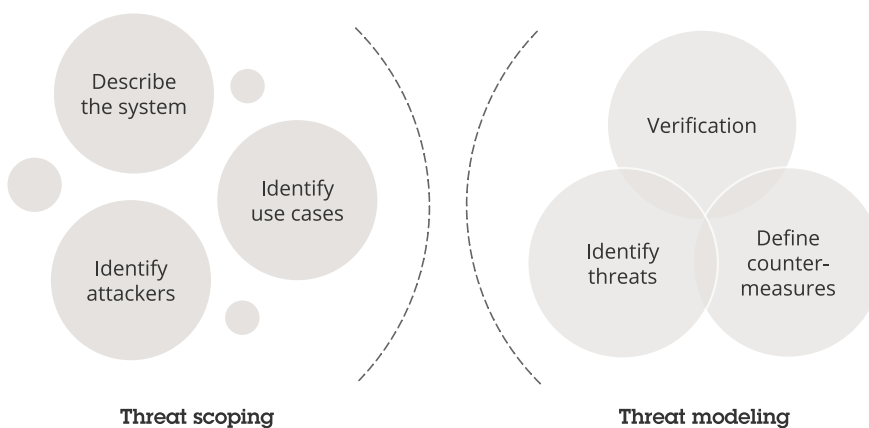 Describe
the system
Identify
use cases
Identify
attackers
Threat scoping
Verification
Identify
threats
Define
counter-
measures
Threat modeling